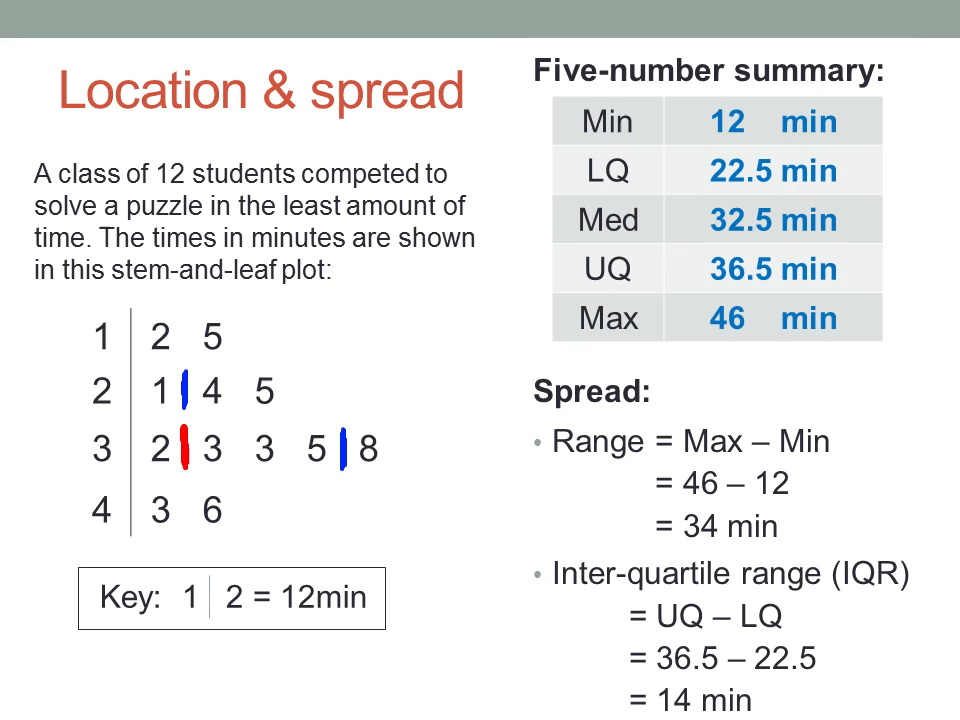 Location & spread
A class of 12 students competed to
solve a puzzle in the least amount of
time. The times in minutes are shown
in this stem-and-leaf plot:
1 2 5
2 1 4 5
3 2 3 3 5 8
4 3 6
Key: 1 2 = 12min
Five-number summary:
Min 12 min
LQ 22.5 min
Med 32.5 min
UQ 36.5 min
Max 46 min
Spread:
• Range = Max – Min
= 46 – 12
= 34 min
• Inter-quartile range (IQR)
= UQ – LQ
= 36.5 – 22.5
= 14 min